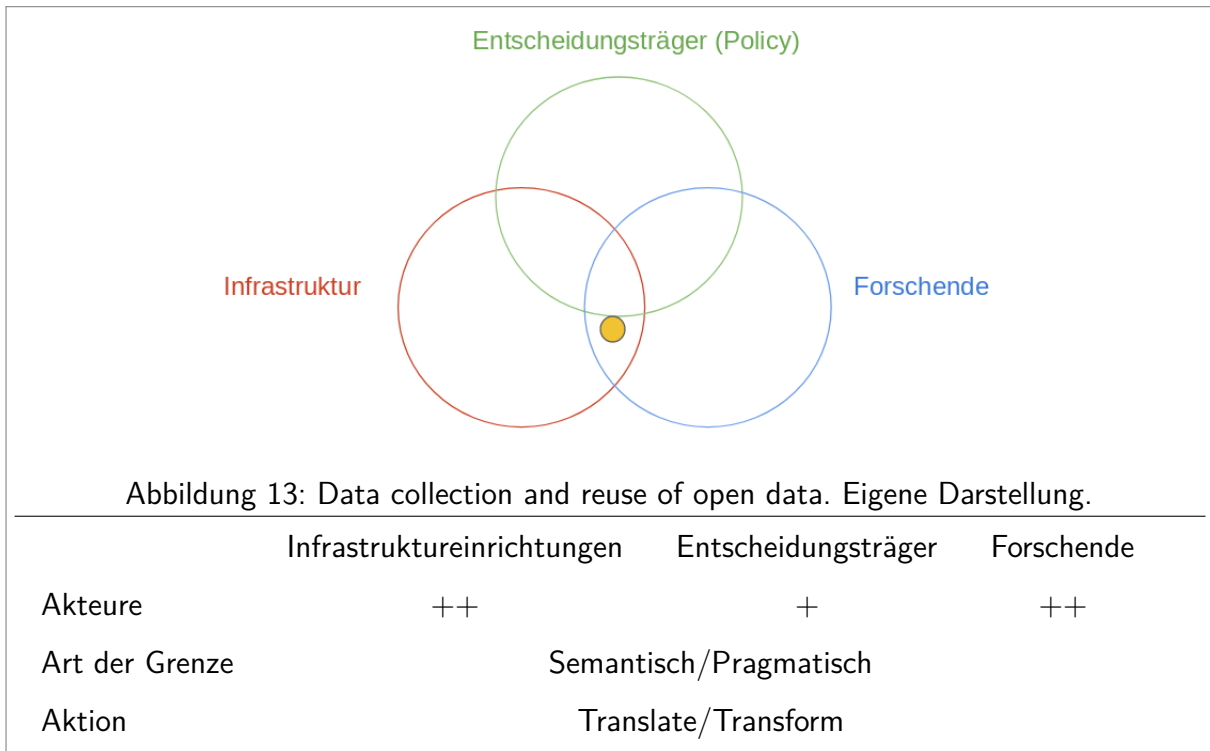 Entscheidungsträger (Policy)
Infrastruktur
Forschende
Abbildung 13: Data collection and reuse of open data. Eigene Darstellung.
Infrastruktureinrichtungen Entscheidungsträger Forschende
Akteure ++ + ++
Art der Grenze Semantisch/Pragmatisch
Aktion Translate/Transform